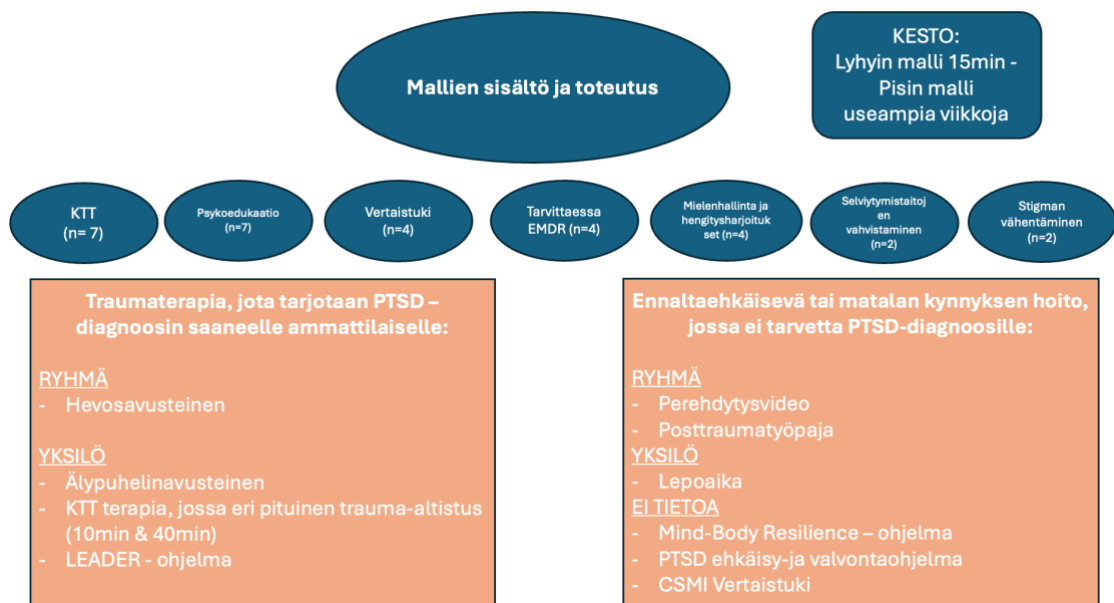 Mallien sisältö ja toteutus
KESTO:
Lyhyin malli 15min -
Pisin malli
useampia viikkoja
KTT
(n= 7)
Psykoedukaatio
(n=7)
Vertaistuki
(n=4)
Tarvittaessa
EMDR (n=4)
Mielenhallinta ja
hengitysharjoituk
set (n=4)
Selviytymistaitoj
en
vahvistaminen
(n=2)
Stigman
vähentäminen
(n=2)
Traumaterapia, jota tarjotaan PTSD –
diagnoosin saaneelle ammattilaiselle:
RYHMÄ
- Hevosavusteinen
YKSILÖ
- Älypuhelinavusteinen
- KTT terapia, jossa eri pituinen trauma-altistus
(10min & 40min)
- LEADER - ohjelma
Ennaltaehkäisevä tai matalan kynnyksen hoito,
jossa ei tarvetta PTSD-diagnoosille:
RYHMÄ
- Perehdytysvideo
- Posttraumatyöpaja
YKSILÖ
- Lepoaika
EI TIETOA
- Mind-Body Resilience – ohjelma
- PTSD ehkäisy-ja valvontaohjelma
- CSMI Vertaistuki